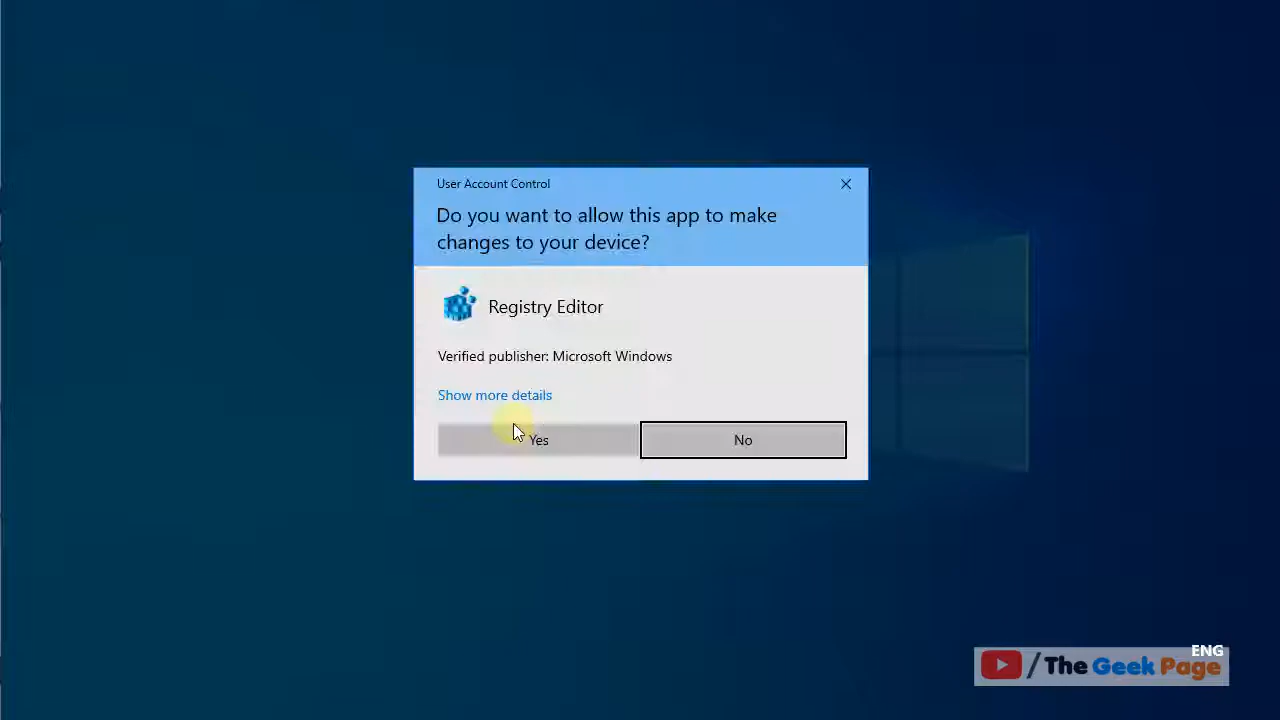 User Account Control
Do you want to allow this app to make
changes to your device?
Registry Editor
Verified publisher: Microsoft Windows
Show more details
Yes
No
ENG
/The Geek Page